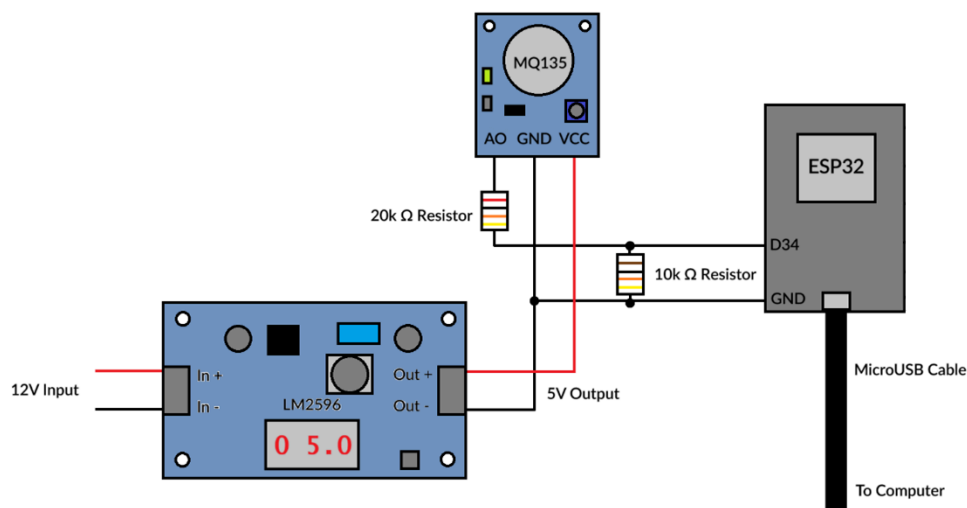 MQ135
AO GND VCC
ESP32
20k Ω Resistor
D34
10k Ω Resistor
GND
In +
Out +
MicroUSB Cable
12V Input
5V Output
In -
LM2596
Out -
0 5.0
To Computer